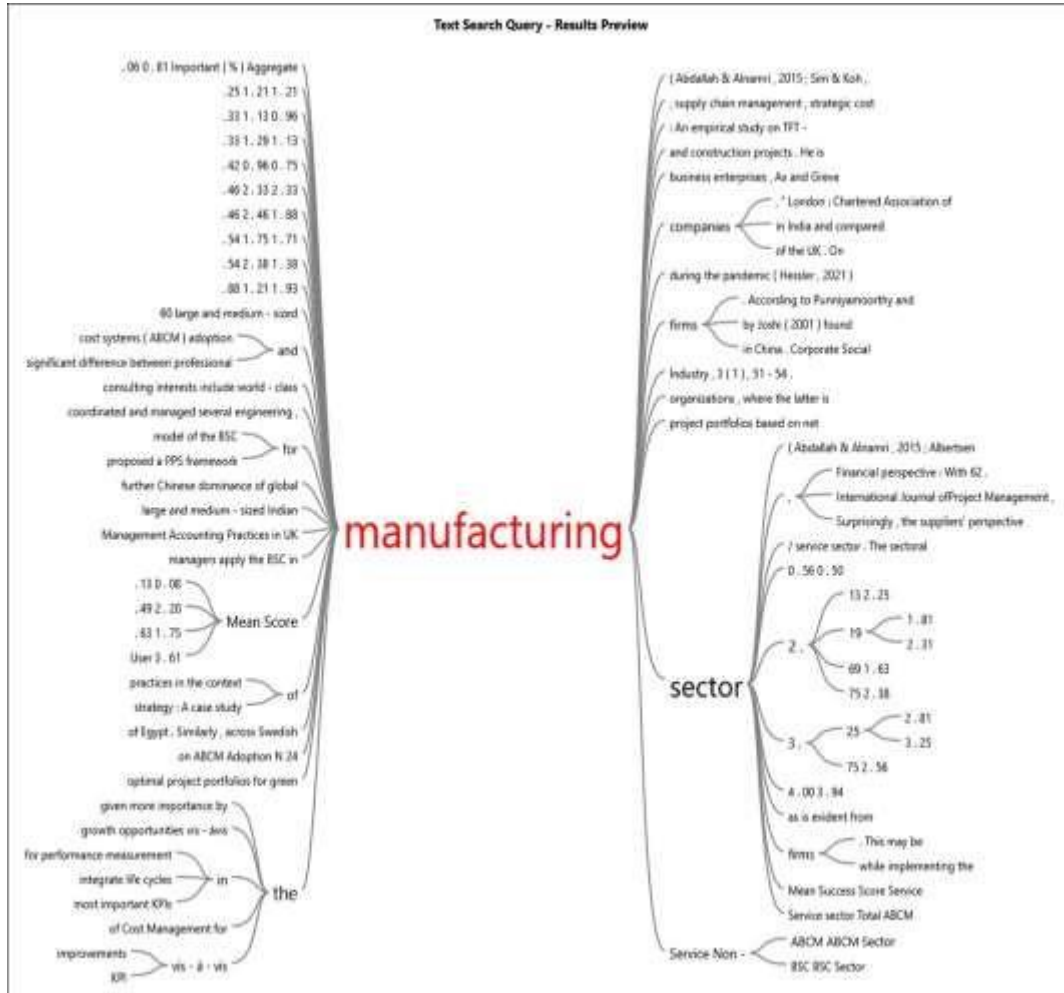 Text Search Query - Results Preview
. 06 0 . 81 Important ( % ) Aggregate
. 25 1 . 21 1 . 21
. 33 1 . 13 0 . 96
. 33 1 . 29 1 . 13
. 42 0 . 96 0 . 75
. 46 2 . 33 2 . 33
. 46 2 . 46 1 . 88
. 54 1 . 75 1 . 71
. 54 2 . 38 1 . 38
. 88 1 . 21 1 . 93
60 large and medium - sized
cost systems ( ABCM ) adoption
significant difference between professional
and
consulting interests include world - class
coordinated and managed several engineering ,
model of the BSC
proposed a PPS framework
for
further Chinese dominance of global
large and medium - sized Indian
Management Accounting Practices in UK
managers apply the BSC in
. 13 0 . 08
. 49 2 . 20
. 63 1 . 75
User 3 . 61
Mean Score
practices in the context
strategy : A case study
of
of Egypt . Similarly , across Swedish
on ABCM Adoption N 24
optimal project portfolios for green
given more importance by
growth opportunities vis - àvis
for performance measurement
integrate life cycles
most important KPIs
in
of Cost Management for
improvements
KPI
vis - à - vis
the
manufacturing
( Abdallah & Alnamri , 2015 ; Sim & Koh ,
, supply chain management , strategic cost
: An empirical study on TFT -
and construction projects . He is
business enterprises , Ax and Greve
companies
, " London : Chartered Association of
in India and compared
of the UK . On
during the pandemic ( Hessler , 2021 )
firms
. According to Punniyamoorthy and
by Joshi ( 2001 ) found
in China . Corporate Social
Industry , 3 ( 1 ) , 31 - 54 .
organizations , where the latter is
project portfolios based on net
sector
( Abdallah & Alnamri , 2015 ; Albertsen
,
Financial perspective : With 62 .
International Journal ofProject Management ,
Surprisingly , the suppliers' perspective
/ service sector . The sectoral
0 . 56 0 . 50
2 .
13 2 . 25
19
1 . 81
2 . 31
69 1 . 63
75 2 . 38
3 .
25
2 . 81
3 . 25
75 2 . 56
4 . 00 3 . 94
as is evident from
firms
. This may be
while implementing the
Mean Success Score Service
Service sector Total ABCM
Service Non -
ABCM ABCM Sector
BSC BSC Sector